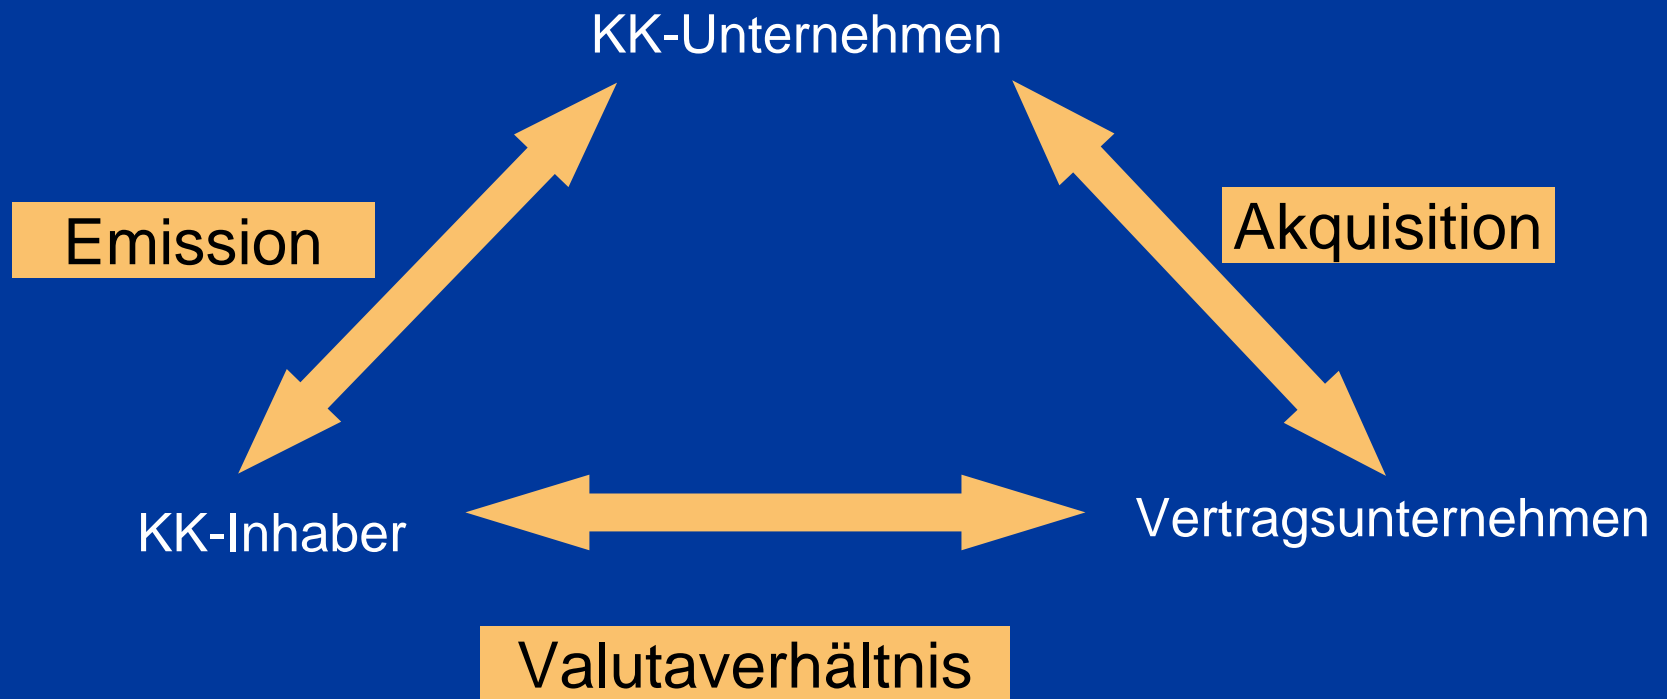 KK-Unternehmen
Emission
Akquisition
KK-Inhaber
Vertragsunternehmen
Valutaverhältnis